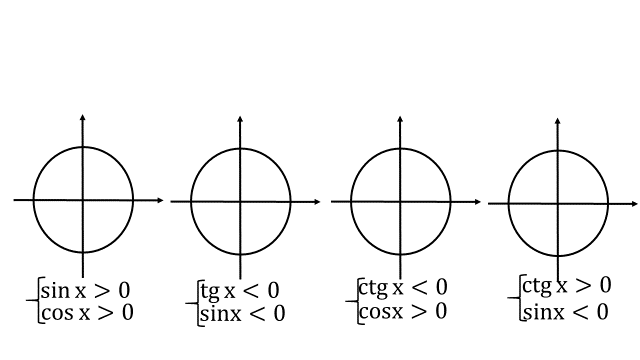 sin x > 0
cos x > 0
tg x < 0
sinx < 0
ctg x < 0
cosx > 0
ctg x > 0
sinx < 0